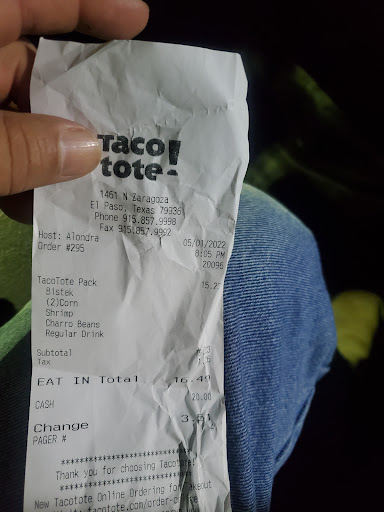 Taco
tote!
1461 N Zaragoza
El Paso, Texas 79936
Phone 915.857.9998
Fax 915.857.9992
Host: Alondra 05/01/2022
Order #295 8:05 PM
20095
TacoTote Pack
Bistek
(2)Corn
Shrimp
Charro Beans
Regular Drink
Subtotal
Tax
EAT IN Total 16.49
CASH 20.00
Change 3.51
PAGER #
Thank you for choosing Tacotote!
New Tacotote Online Ordering for takeout